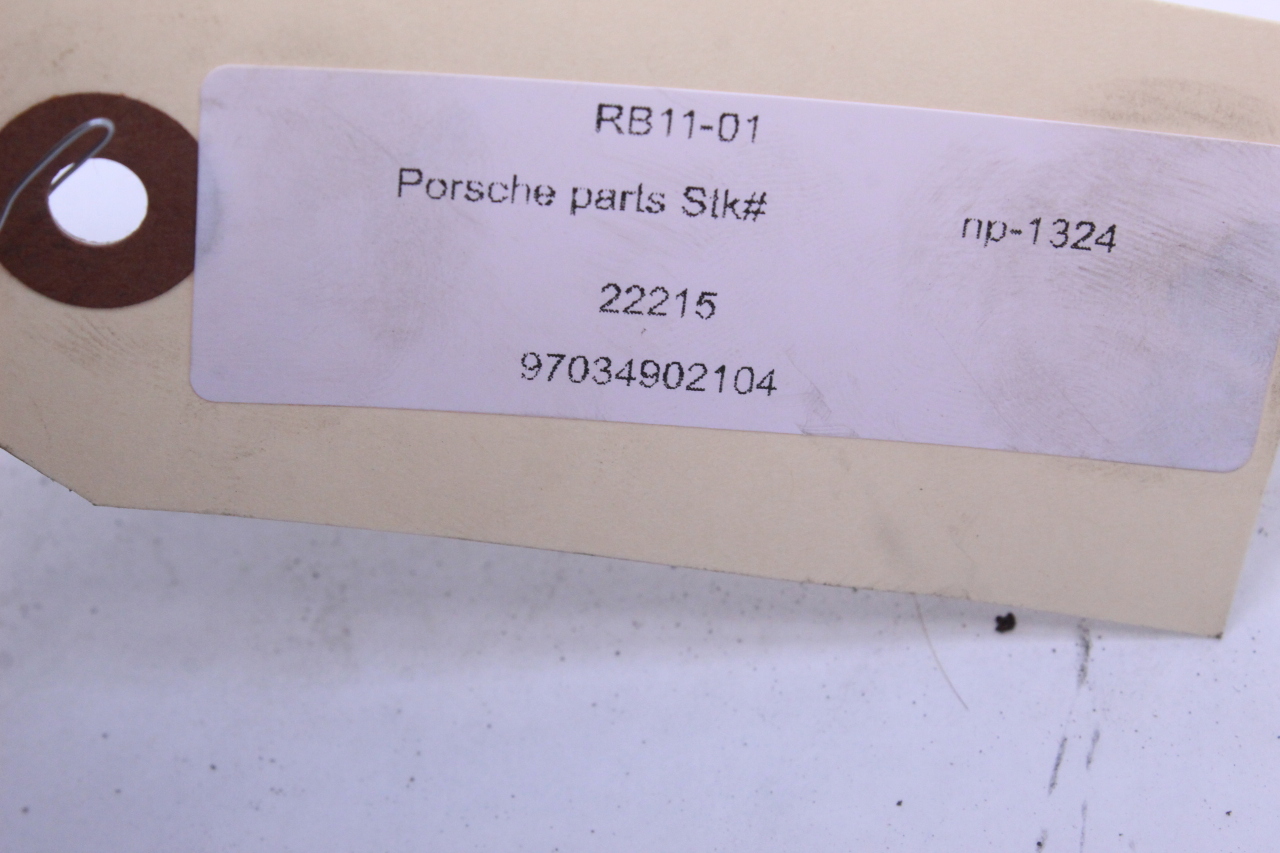 RB11-01
Porsche parts Stk# np-1324
22215
97034902104